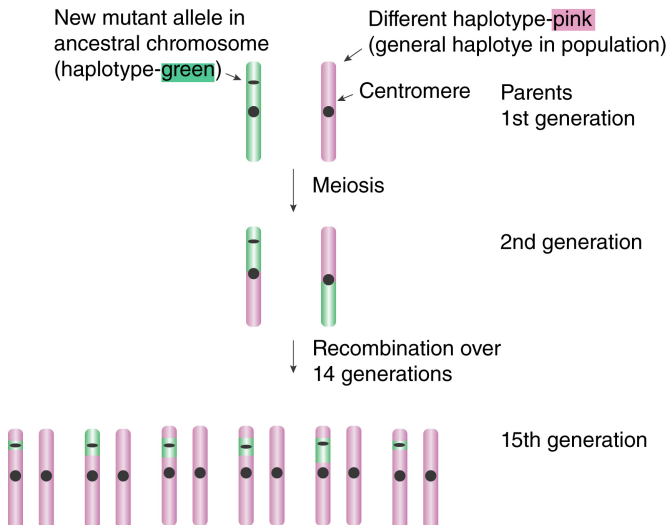 New mutant allele in
ancestral chromosome
(haplotype-green)
Different haplotype-pink
(general haplotye in population)
Centromere
Parents
1st generation
Meiosis
2nd generation
Recombination over
14 generations
15th generation